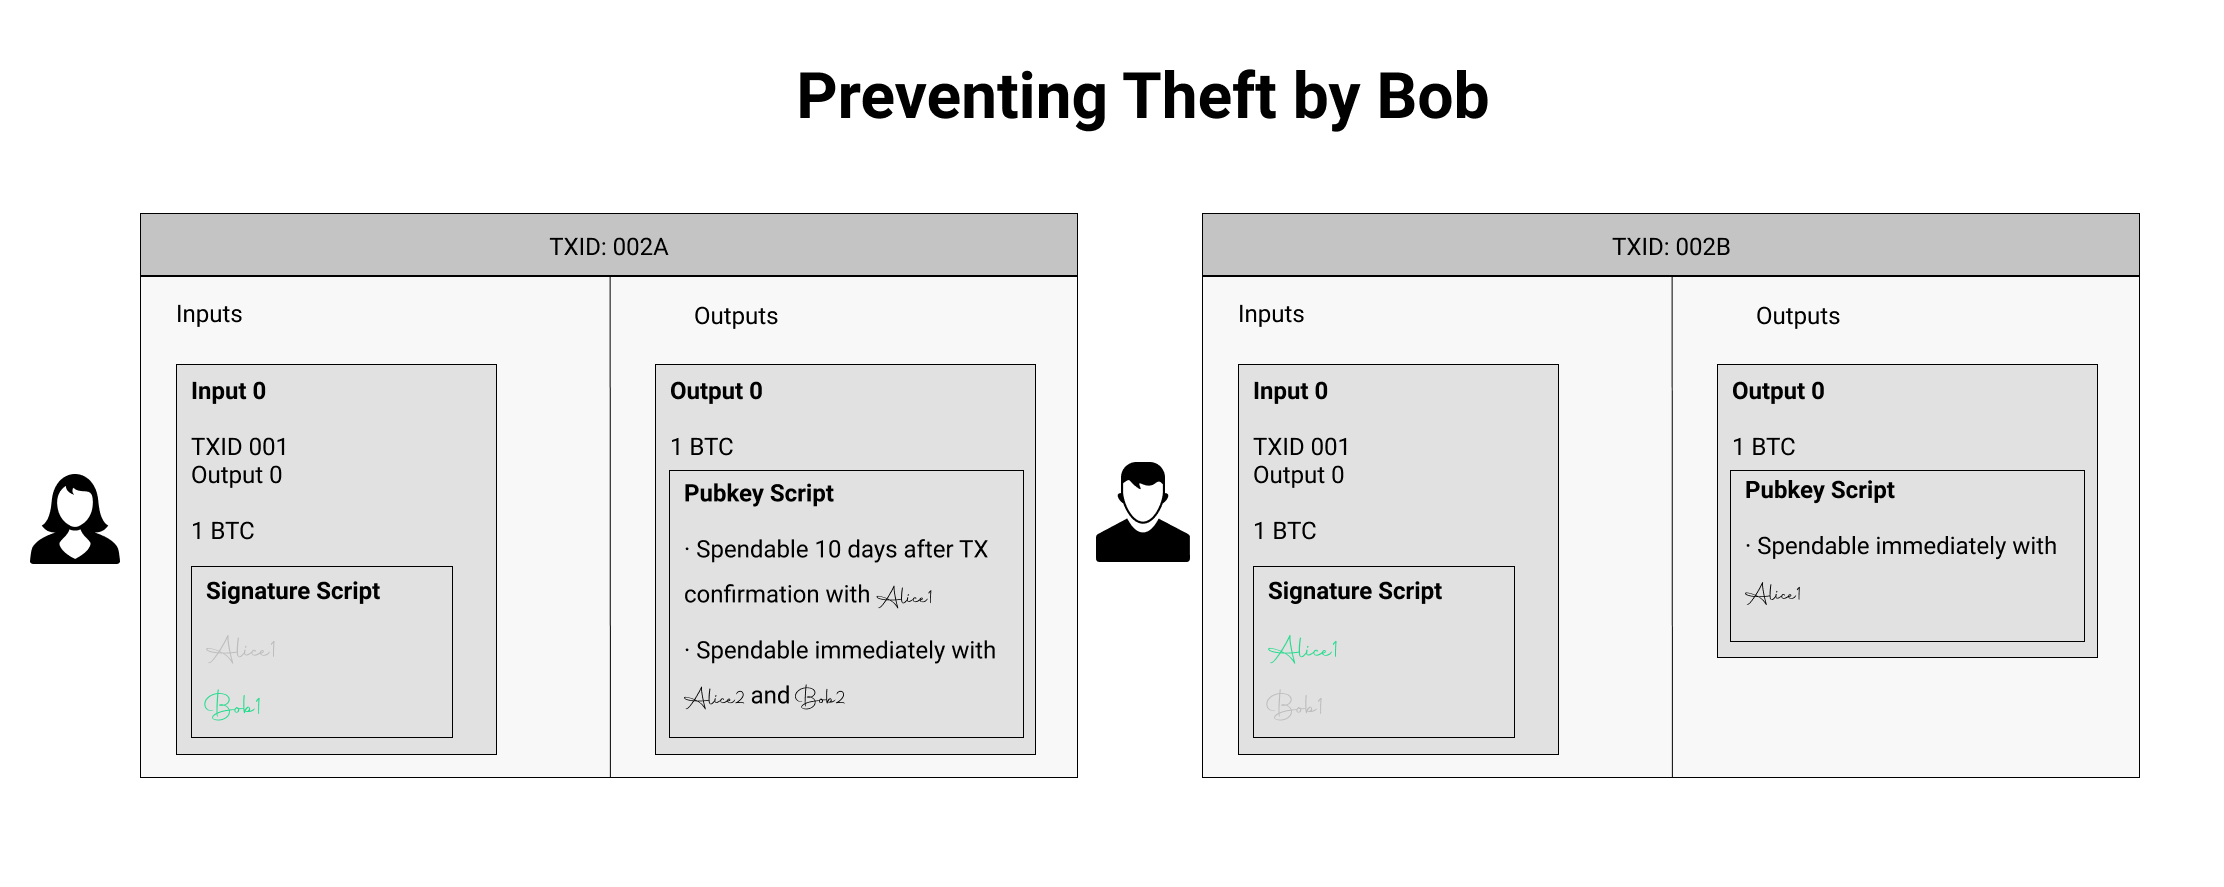 Preventing Theft by Bob
TXID: 002A
Inputs
Input 0
TXID 001
Output 0
1 BTC
Signature Script
Alice1
Bob1
Outputs
Output 0
1 BTC
Pubkey Script
· Spendable 10 days after TX
confirmation with Alice1
· Spendable immediately with
Alice2 and Bob2
TXID: 002B
Inputs
Input 0
TXID 001
Output 0
1 BTC
Signature Script
Alice1
Bob1
Outputs
Output 0
1 BTC
Pubkey Script
· Spendable immediately with
Alice1